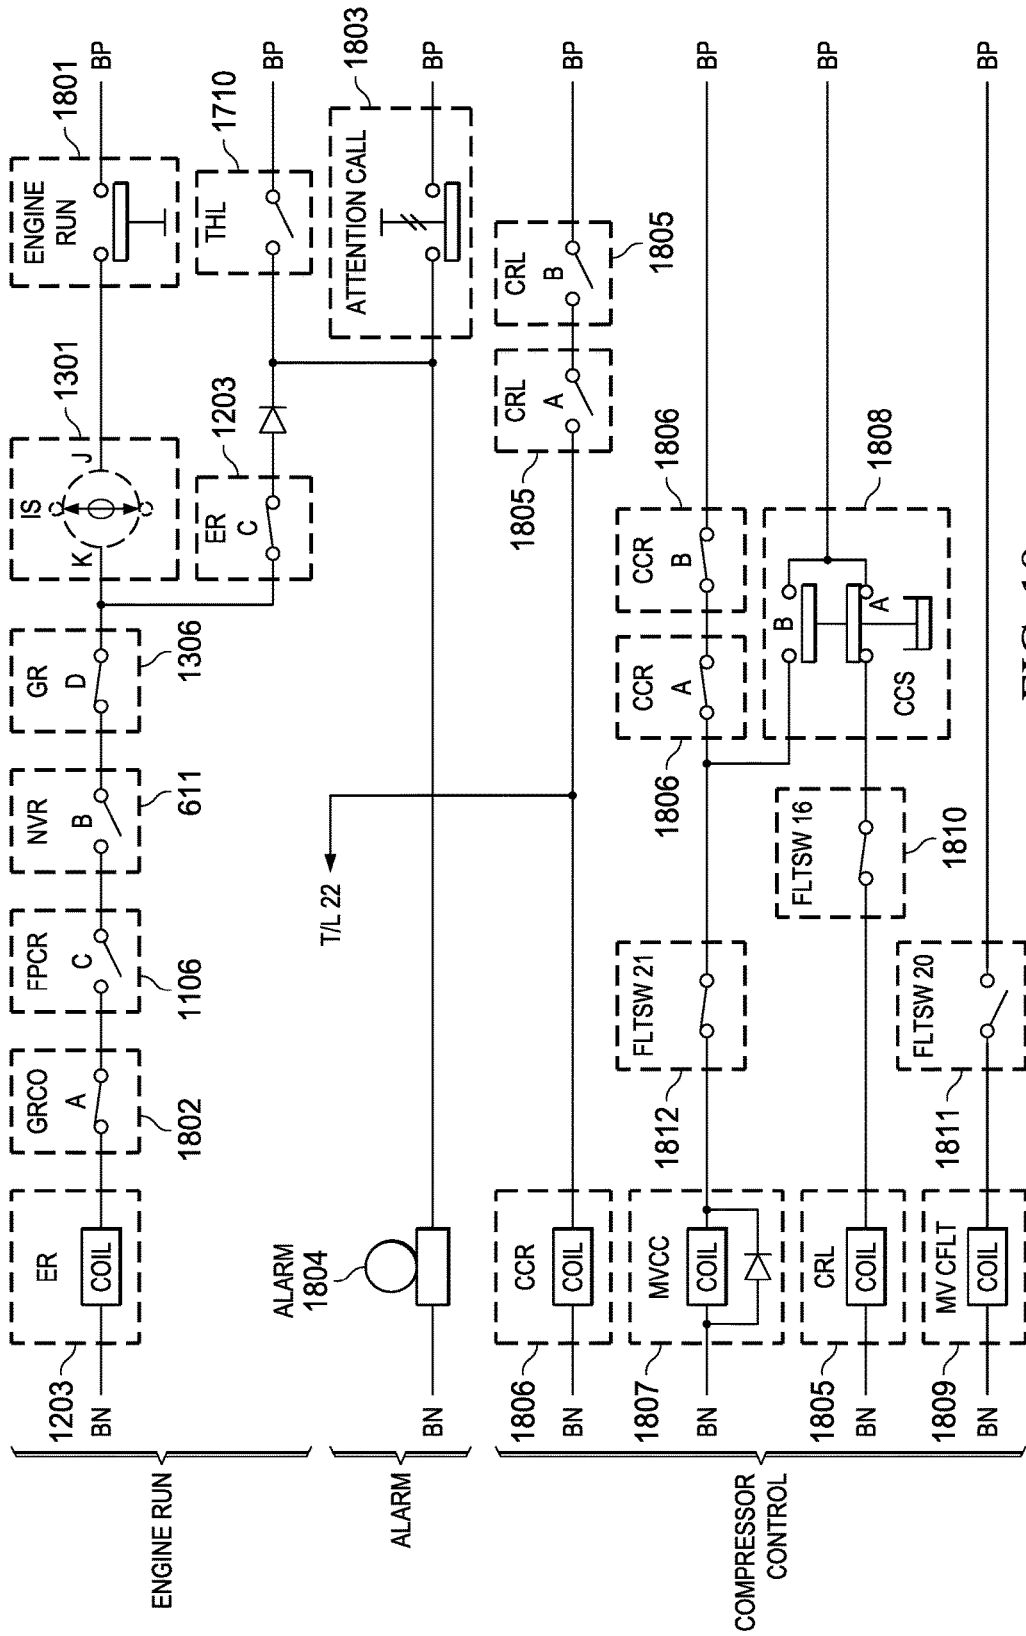 1203
BN
ER
COIL
GRCO
A
1802
FPCR
C
1106
NVR
B
611
GR
D
1306
IS
K
J
1301
ENGINE
RUN
1801
BP
ER
C
1203
THL
1710
BP
ENGINE RUN
BN
ALARM
1804
ATTENTION CALL
1803
BP
ALARM
T/L 22
1806
BN
CCR
COIL
CRL
A
1805
CRL
B
1805
BP
1807
BN
MVCC
COIL
FLTSW 21
1812
CCR
A
1806
CCR
B
1806
BP
1805
CRL
COIL
FLTSW 16
1810
B
A
CCS
1808
BP
1809
BN
MV CFLT
COIL
FLTSW 20
1811
BP
COMPRESSOR
CONTROL